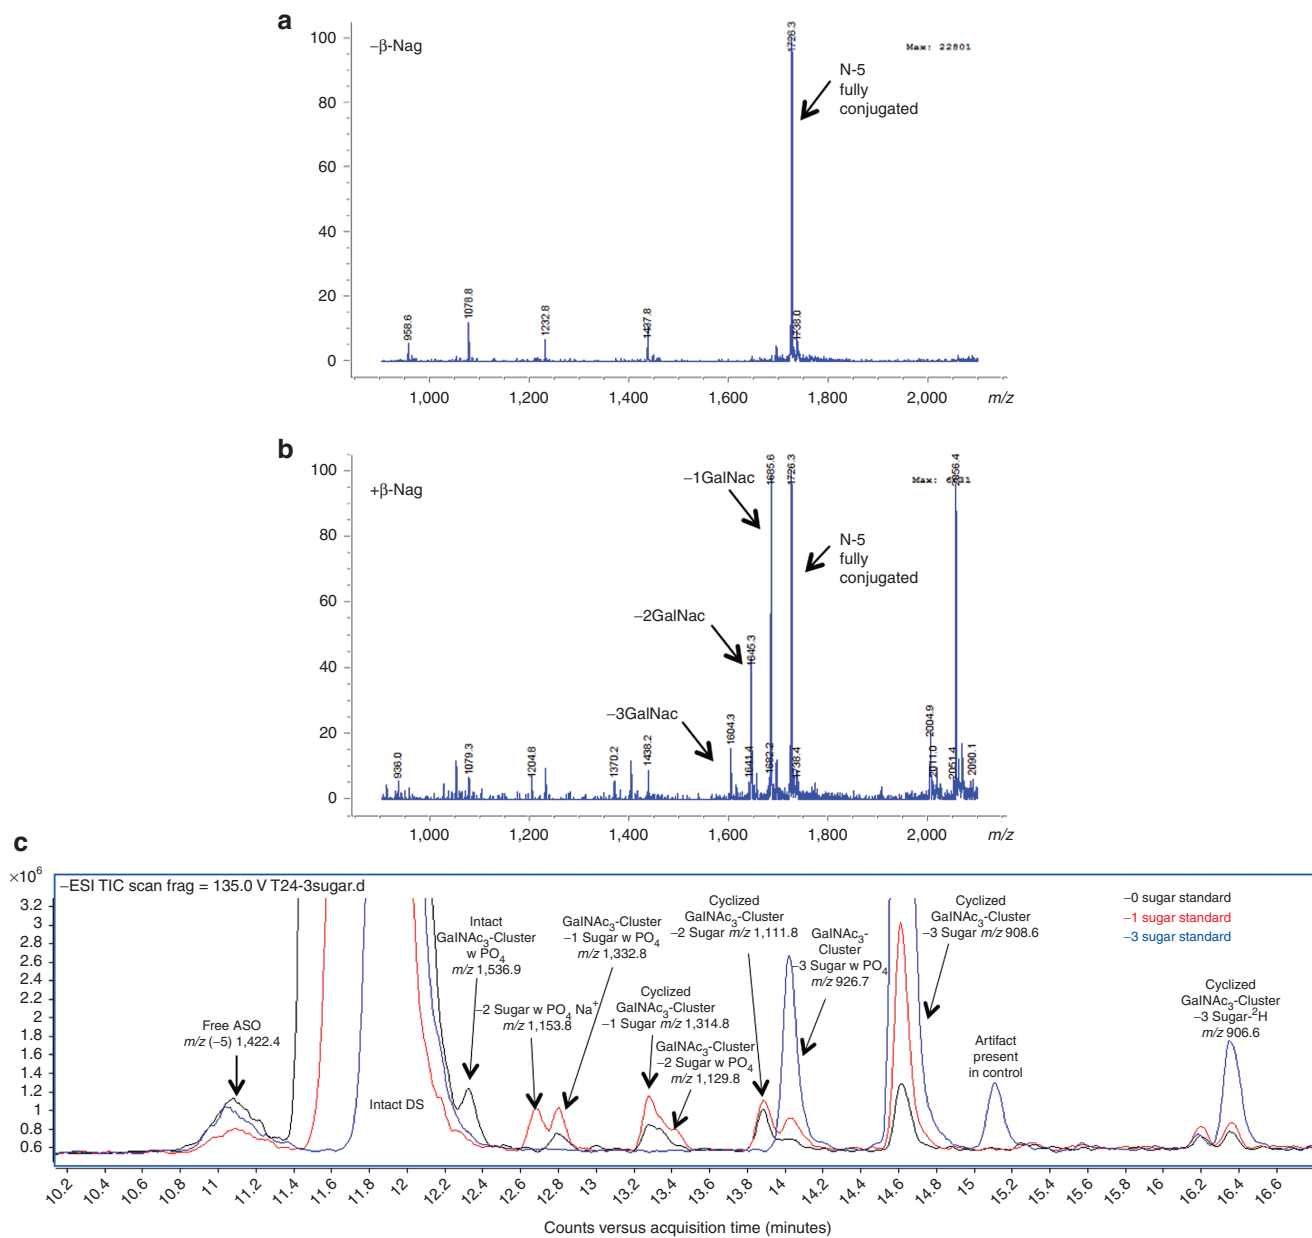 a
−β-Nag
Max: 22801
N-5
fully
conjugated
1726.3
1738.0
1437.8
1232.8
1078.8
958.6
100
80
60
40
20
0
1,000
1,200
1,400
1,600
1,800
2,000
m/z
b
+β-Nag
−1GalNac
−2GalNac
−3GalNac
N-5
fully
conjugated
936.0
1079.3
1204.8
1370.2
1438.2
1604.3
1641.4
1645.3
1682.2
1685.6
1726.3
1738.4
2004.9
2011.0
2051.4
2056.4
2090.1
Max:
100
80
60
40
20
0
1,000
1,200
1,400
1,600
1,800
2,000
m/z
c
×10⁶
−ESI TIC scan frag = 135.0 V T24-3sugar.d
3.2
3
2.8
2.6
2.4
2.2
2
1.8
1.6
1.4
1.2
1
0.8
0.6
Free ASO
m/z (−5) 1,422.4
Intact DS
Intact
GalNAc₃-Cluster
w PO₄
m/z 1,536.9
−2 Sugar w PO₄ Na⁺
m/z 1,153.8
GalNAc₃-Cluster
−1 Sugar w PO₄
m/z 1,332.8
Cyclized
GalNAc₃-Cluster
−1 Sugar m/z 1,314.8
GalNAc₃-Cluster
−2 Sugar w PO₄
m/z 1,129.8
Cyclized
GalNAc₃-Cluster
−2 Sugar m/z 1,111.8
GalNAc₃-
Cluster
−3 Sugar w PO₄
m/z 926.7
Cyclized
GalNAc₃-Cluster
−3 Sugar m/z 908.6
Artifact
present
in control
−0 sugar standard
−1 sugar standard
−3 sugar standard
Cyclized
GalNAc₃-Cluster
−3 Sugar-²H
m/z 906.6
10.2
10.4
10.6
10.8
11
11.2
11.4
11.6
11.8
12
12.2
12.4
12.6
12.8
13
13.2
13.4
13.6
13.8
14
14.2
14.4
14.6
14.8
15
15.2
15.4
15.6
15.8
16
16.2
16.4
16.6
Counts versus acquisition time (minutes)